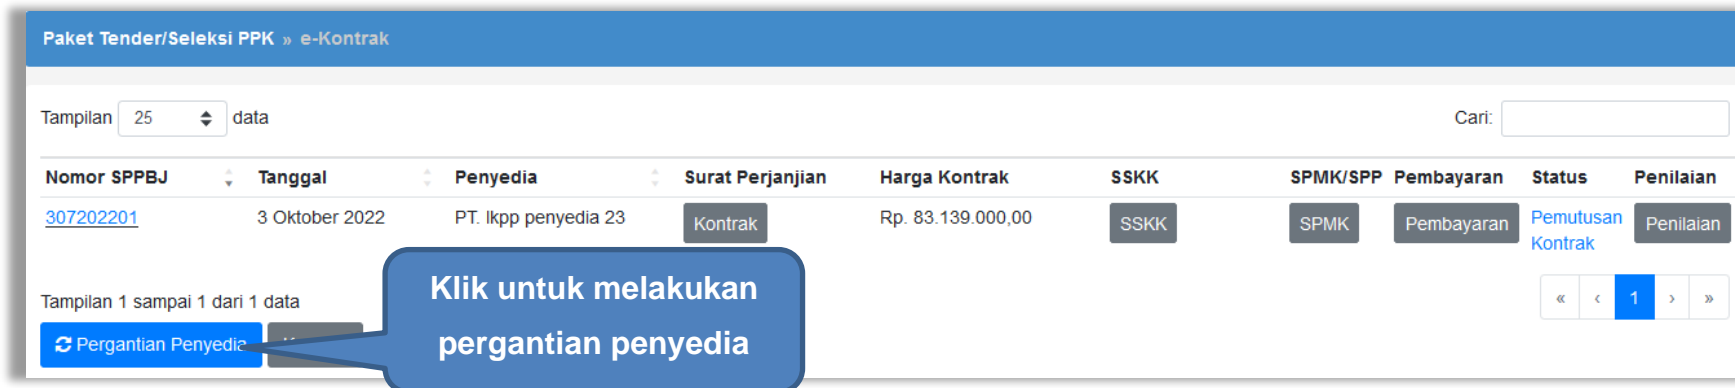 Paket Tender/Seleksi PPK » e-Kontrak
Tampilan 25 data Cari:
Nomor SPPBJ Tanggal Penyedia Surat Perjanjian Harga Kontrak SSKK SPMK/SPP Pembayaran Status Penilaian
307202201 3 Oktober 2022 PT. lkpp penyedia 23 Kontrak Rp. 83.139.000,00 SSKK SPMK Pembayaran Pemutusan Kontrak Penilaian
Klik untuk melakukan
pergantian penyedia
Tampilan 1 sampai 1 dari 1 data « ‹ 1 › »
Pergantian Penyedia